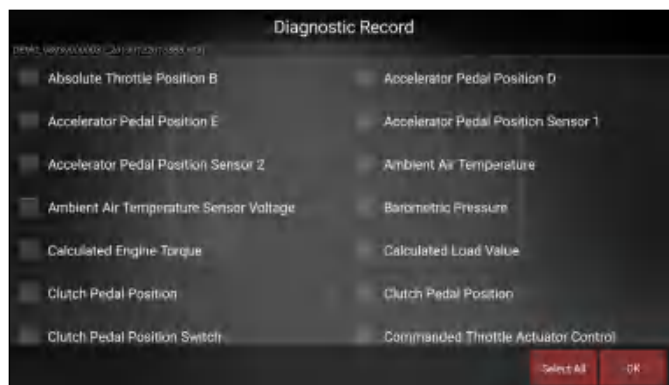 Diagnostic Record
Absolute Throttle Position B
Accelerator Pedal Position D
Accelerator Pedal Position E
Accelerator Pedal Position Sensor 1
Accelerator Pedal Position Sensor 2
Ambient Air Temperature
Ambient Air Temperature Sensor Voltage
Barometric Pressure
Calculated Engine Torque
Calculated Load Value
Clutch Pedal Position
Clutch Pedal Position
Clutch Pedal Position Switch
Commanded Throttle Actuator Control
Select All
OK